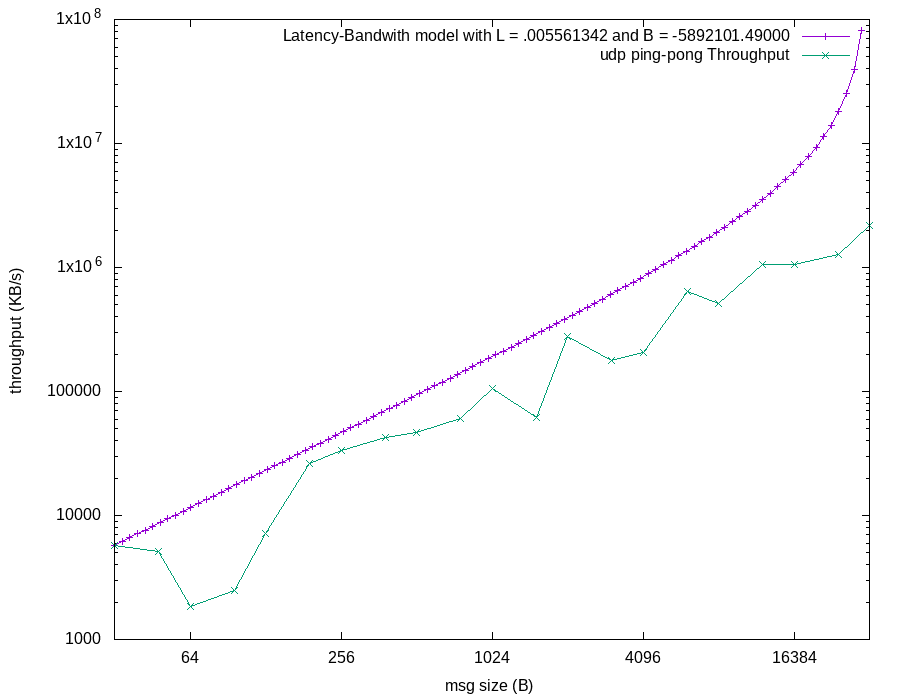 Latency-Bandwith model with L = .005561342 and B = -5892101.49000
udp ping-pong Throughput
1x10^8
1x10^7
1x10^6
100000
10000
1000
throughput (KB/s)
64 256 1024 4096 16384
msg size (B)